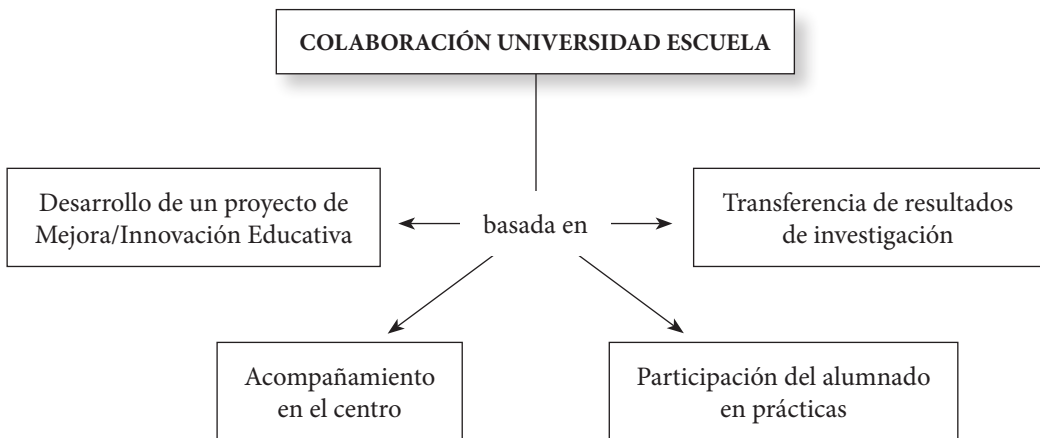 COLABORACIÓN UNIVERSIDAD ESCUELA
Desarrollo de un proyecto de
Mejora/Innovación Educativa
basada en
Transferencia de resultados
de investigación
Acompañamiento
en el centro
Participación del alumnado
en prácticas